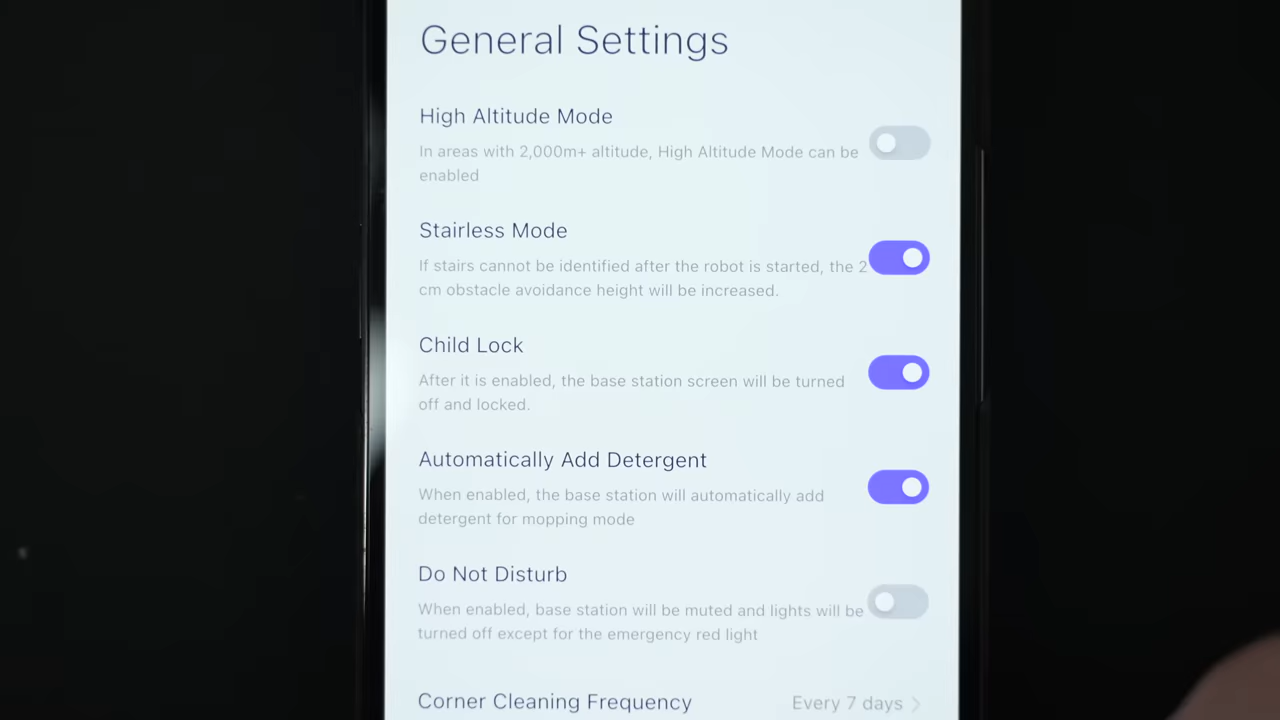 General Settings
High Altitude Mode
In areas with 2,000m+ altitude, High Altitude Mode can be
enabled
Stairless Mode
If stairs cannot be identified after the robot is started, the 2
cm obstacle avoidance height will be increased.
Child Lock
After it is enabled, the base station screen will be turned
off and locked.
Automatically Add Detergent
When enabled, the base station will automatically add
detergent for mopping mode
Do Not Disturb
When enabled, base station will be muted and lights will be
turned off except for the emergency red light
Corner Cleaning Frequency Every 7 days